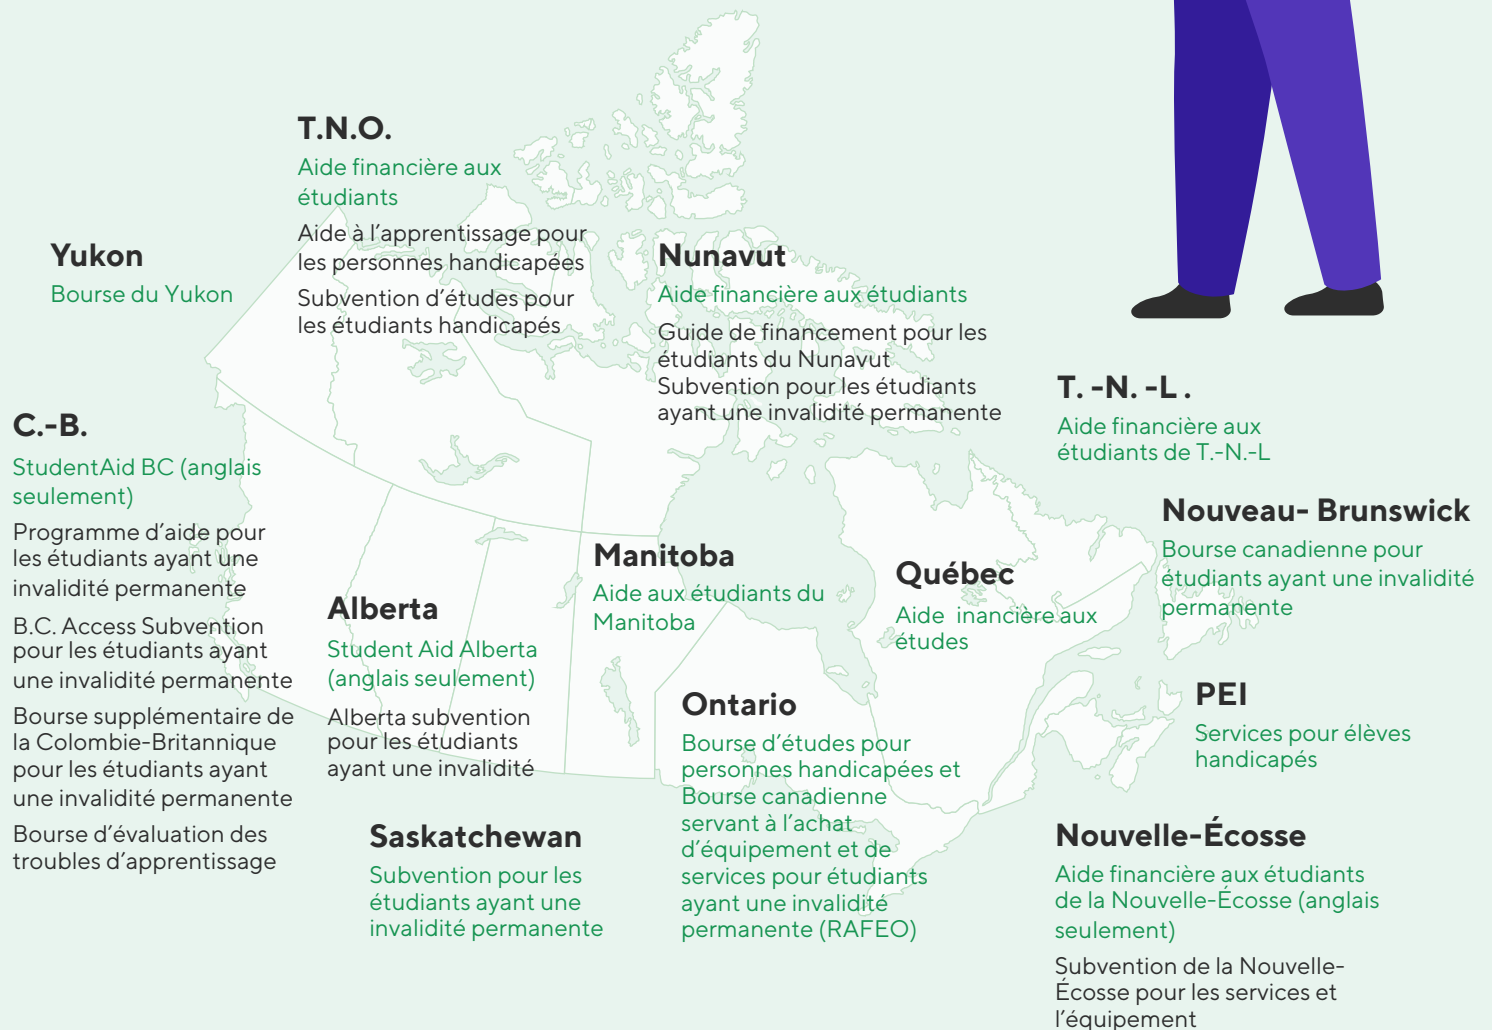 T.N.O.
Aide financière aux
étudiants
Aide à l'apprentissage pour
les personnes handicapées
Subvention d'études pour
les étudiants handicapés
Yukon
Bourse du Yukon
Nunavut
Aide financière aux étudiants
Guide de financement pour les
étudiants du Nunavut
Subvention pour les étudiants
ayant une invalidité permanente
T. -N. -L .
Aide financière aux
étudiants de T.-N.-L
C.-B.
StudentAid BC (anglais
seulement)
Programme d'aide pour
les étudiants ayant une
invalidité permanente
B.C. Access Subvention
pour les étudiants ayant
une invalidité permanente
Bourse supplémentaire de
la Colombie-Britannique
pour les étudiants ayant
une invalidité permanente
Bourse d'évaluation des
troubles d'apprentissage
Alberta
Student Aid Alberta
(anglais seulement)
Alberta subvention
pour les étudiants
ayant une invalidité
Saskatchewan
Subvention pour les
étudiants ayant une
invalidité permanente
Manitoba
Aide aux étudiants du
Manitoba
Ontario
Bourse d'études pour
personnes handicapées et
Bourse canadienne
servant à l'achat
d'équipement et de
services pour étudiants
ayant une invalidité
permanente (RAFEO)
Québec
Aide inancière aux
études
Nouveau- Brunswick
Bourse canadienne pour
étudiants ayant une invalidité
permanente
PEI
Services pour élèves
handicapés
Nouvelle-Écosse
Aide financière aux étudiants
de la Nouvelle-Écosse (anglais
seulement)
Subvention de la Nouvelle-
Écosse pour les services et
l'équipement